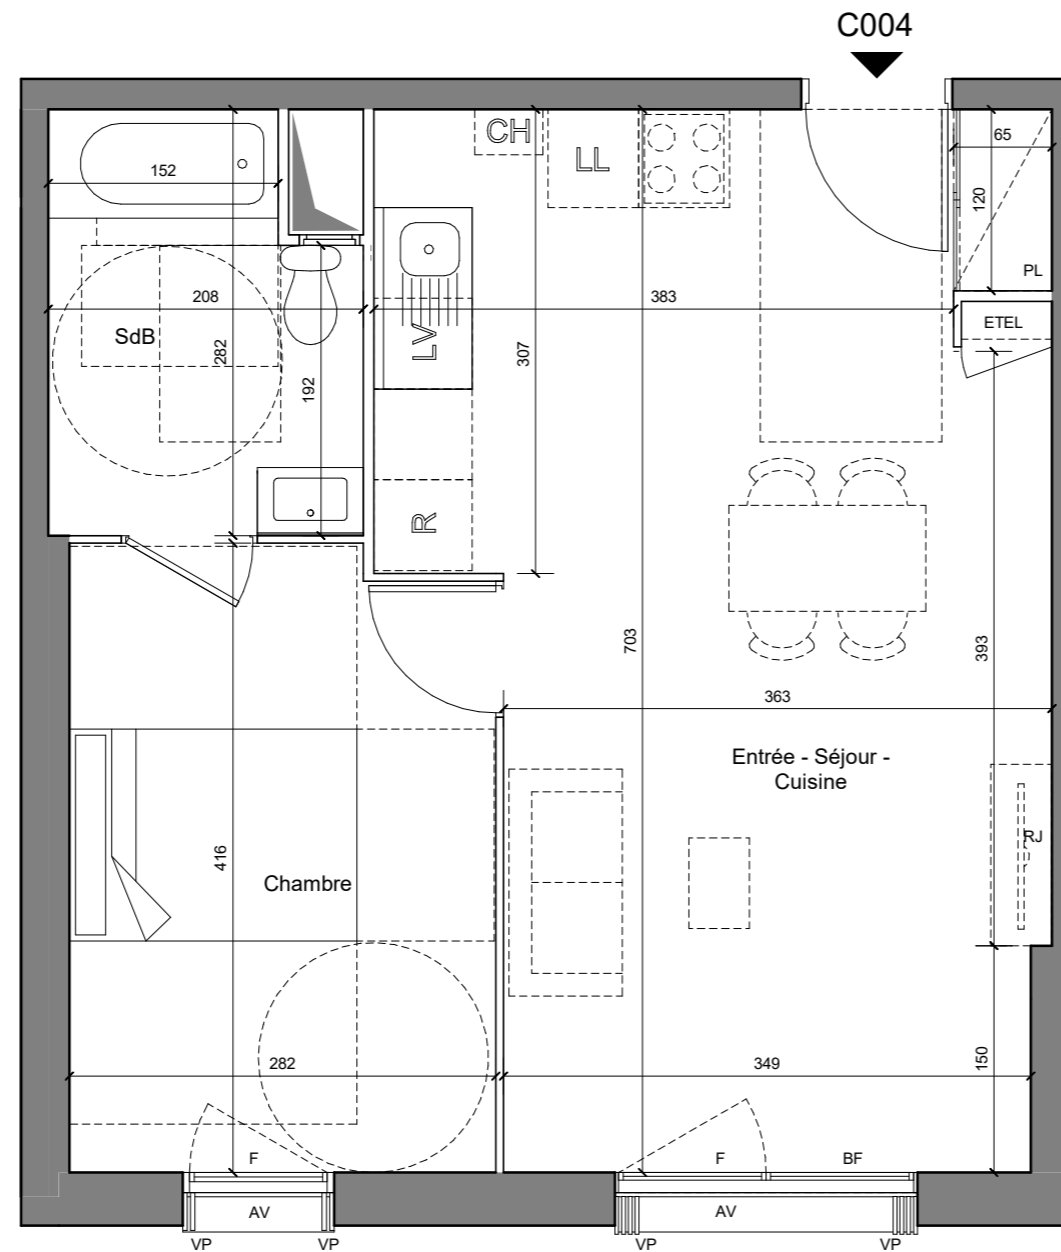 C004
CH
LL
65
152
120
PL
208
383
ETEL
SdB
282
LV
307
192
R
703
393
363
Entrée - Séjour -
Cuisine
RJ
416
Chambre
282
349
150
F
F
BF
AV
AV
VP
VP
VP
VP